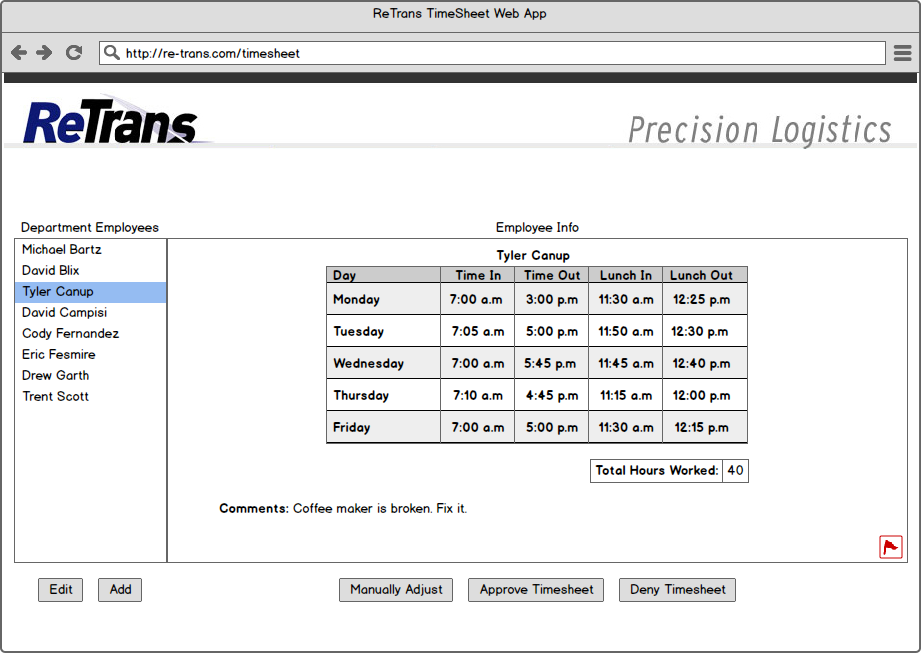 ReTrans TimeSheet Web App
http://re-trans.com/timesheet
ReTrans
Precision Logistics
Department Employees
Employee Info
Michael Bartz
David Blix
Tyler Canup
David Campisi
Cody Fernandez
Eric Fesmire
Drew Garth
Trent Scott
Tyler Canup
Day Time In Time Out Lunch In Lunch Out
Monday 7:00 a.m 3:00 p.m 11:30 a.m 12:25 p.m
Tuesday 7:05 a.m 5:00 p.m 11:50 a.m 12:30 p.m
Wednesday 7:00 a.m 5:45 p.m 11:45 a.m 12:40 p.m
Thursday 7:10 a.m 4:45 p.m 11:15 a.m 12:00 p.m
Friday 7:00 a.m 5:00 p.m 11:30 a.m 12:15 p.m
Total Hours Worked: 40
Comments: Coffee maker is broken. Fix it.
Edit Add Manually Adjust Approve Timesheet Deny Timesheet